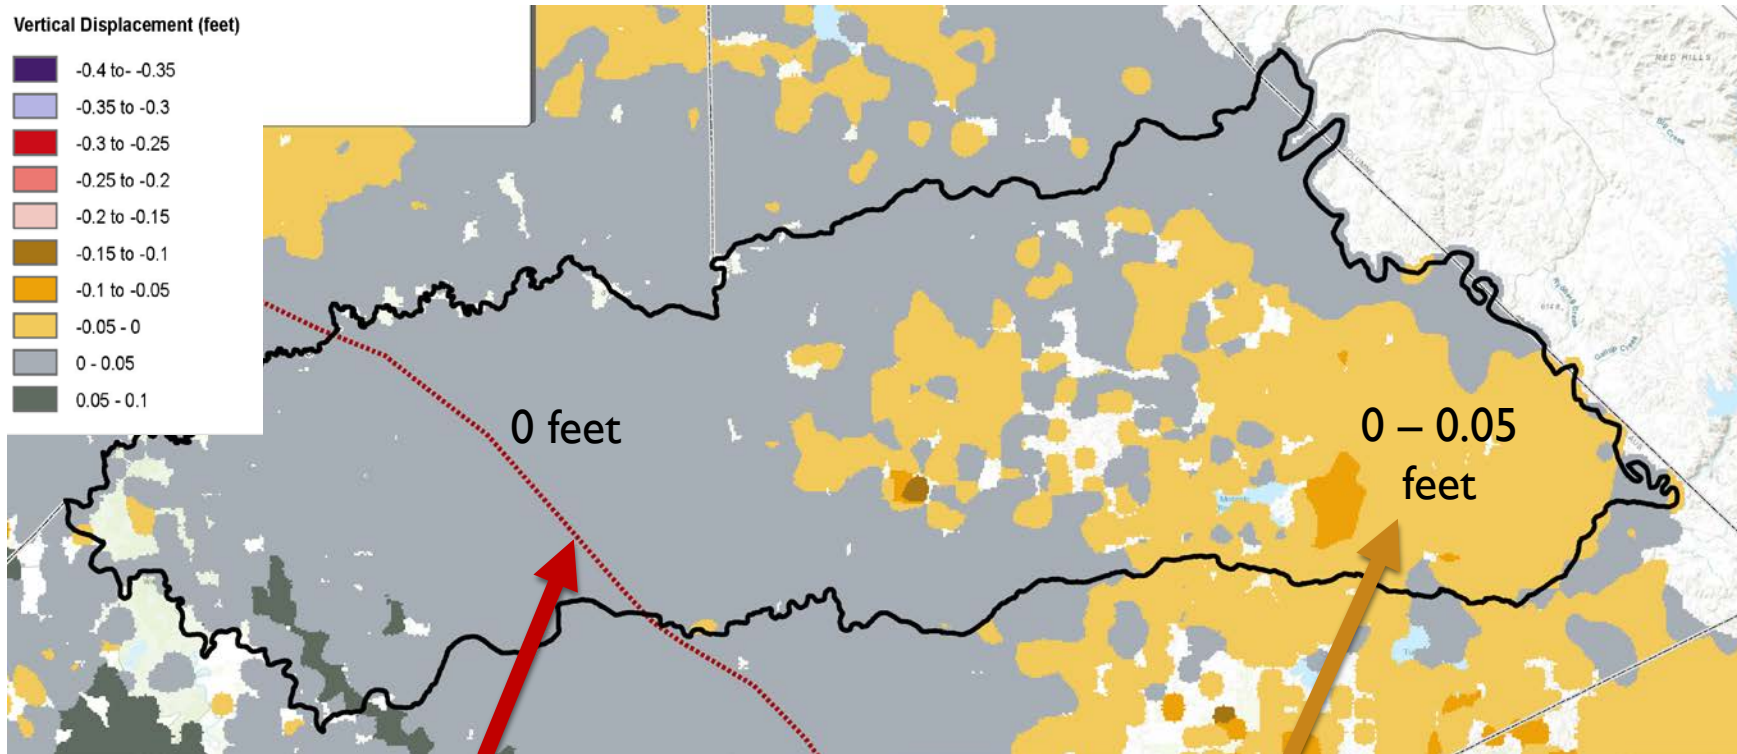 Vertical Displacement (feet)
-0.4 to- -0.35
-0.35 to -0.3
-0.3 to -0.25
-0.25 to -0.2
-0.2 to -0.15
-0.15 to -0.1
-0.1 to -0.05
-0.05 - 0
0 - 0.05
0.05 - 0.1
RED HILLS
0 feet
0 – 0.05
feet